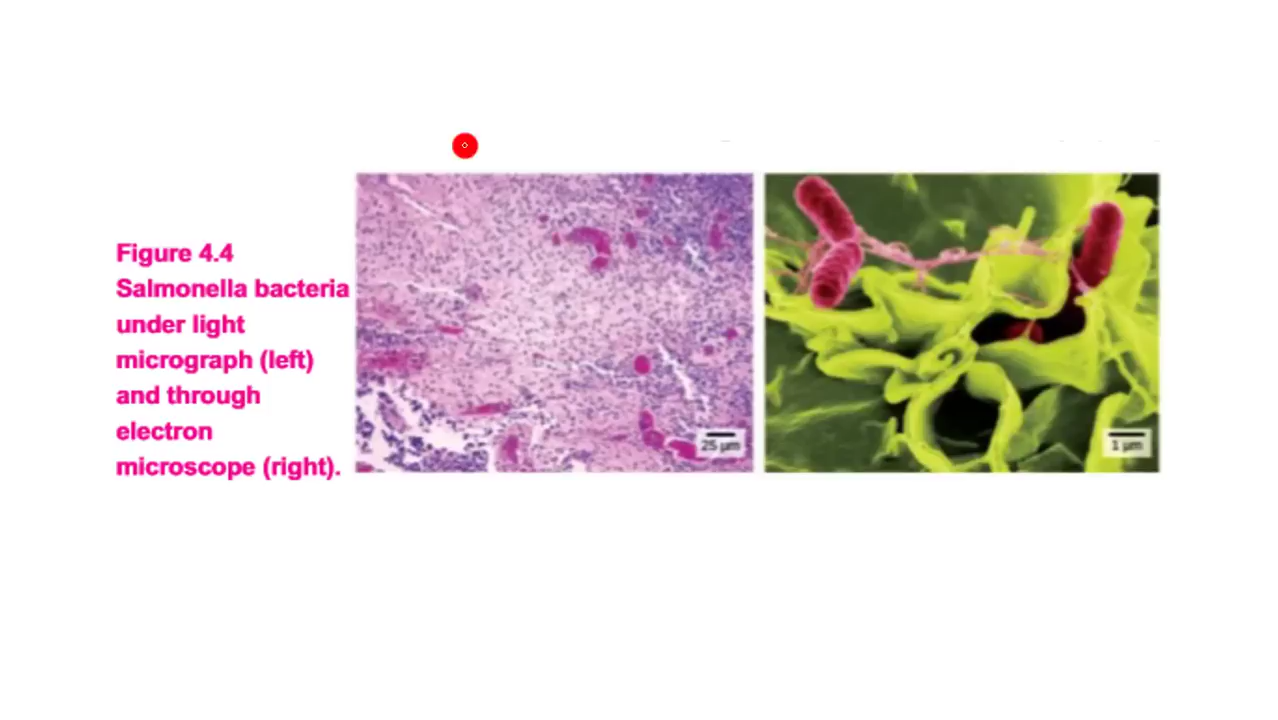 Figure 4.4
Salmonella bacteria
under light
micrograph (left)
and through
electron
microscope (right).
25 µm
1 µm